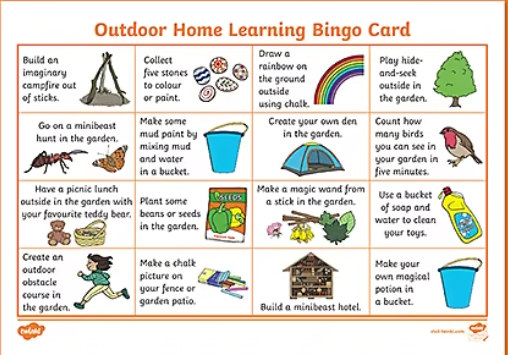 Outdoor Home Learning Bingo Card
Build an
imaginary
campfire out
of sticks.
Collect
five stones
to colour
or paint.
Draw a
rainbow on
the ground
outside
using chalk.
Play hide-
and-seek
outside in
the garden.
Go on a minibeast
hunt in the garden.
Make some
mud paint by
mixing mud
and water
in a bucket.
Create your own den
in the garden.
Count how
many birds
you can see in
your garden in
five minutes.
Have a picnic lunch
outside in the garden with
your favourite teddy bear.
Plant some
beans or seeds
in the garden.
SEEDS
Make a magic wand from
a stick in the garden.
Use a bucket
of soap and
water to clean
your toys.
Create an
outdoor
obstacle
course in
the garden.
Make a chalk
picture on
your fence or
garden patio.
Build a minibeast hotel.
Make your
own magical
potion in
a bucket.
twinkl
visit twinkl.com